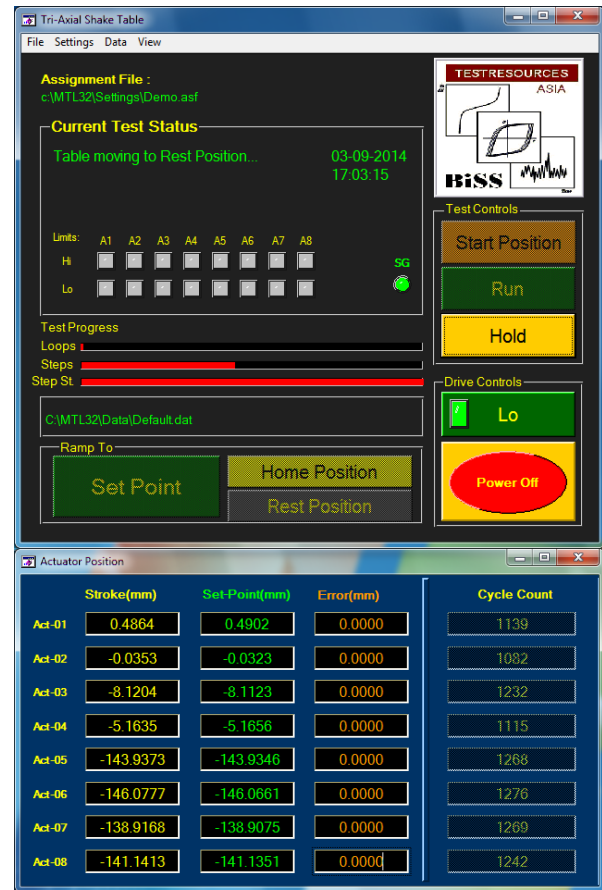 Tri-Axial Shake Table
File Settings Data View
Assignment File :
c:\MTL32\Settings\Demo.asf
TESTRESOURCES
ASIA
BiSS
Current Test Status
Table moving to Rest Position... 03-09-2014
17:03:15
Limits: A1 A2 A3 A4 A5 A6 A7 A8
Hi
Lo
SG
Test Controls
Start Position
Run
Hold
Test Progress
Loops
Steps
Step St.
C:\MTL32\Data\Default.dat
Ramp To
Set Point
Home Position
Rest Position
Drive Controls
Lo
Power Off
Actuator Position
Stroke(mm) Set-Point(mm) Error(mm) Cycle Count
Act-01 0.4864 0.4902 0.0000 1139
Act-02 -0.0353 -0.0323 0.0000 1082
Act-03 -8.1204 -8.1123 0.0000 1232
Act-04 -5.1635 -5.1656 0.0000 1115
Act-05 -143.9373 -143.9346 0.0000 1268
Act-06 -146.0777 -146.0661 0.0000 1276
Act-07 -138.9168 -138.9075 0.0000 1269
Act-08 -141.1413 -141.1351 0.0000 1242